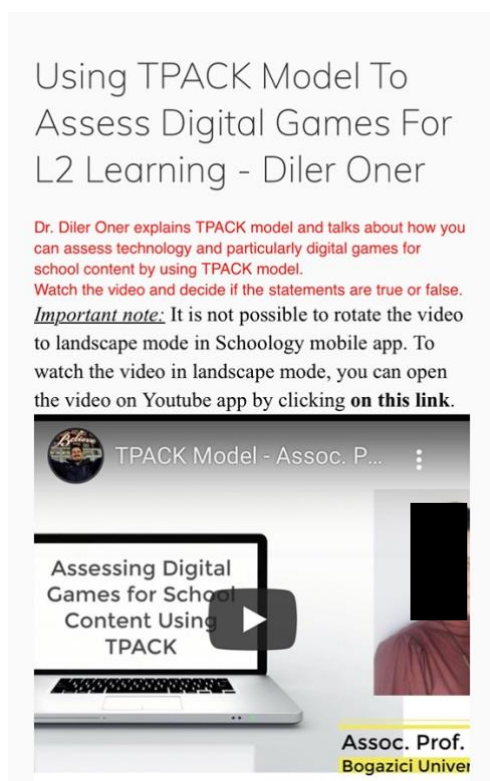 Using TPACK Model To
Assess Digital Games For
L2 Learning - Diler Oner
Dr. Diler Oner explains TPACK model and talks about how you
can assess technology and particularly digital games for
school content by using TPACK model.
Watch the video and decide if the statements are true or false.
Important note: It is not possible to rotate the video
to landscape mode in Schoology mobile app. To
watch the video in landscape mode, you can open
the video on Youtube app by clicking on this link.
Believe
TPACK Model - Assoc. P...
Assessing Digital
Games for School
Content Using
TPACK
Assoc. Prof.
Bogazici Univer